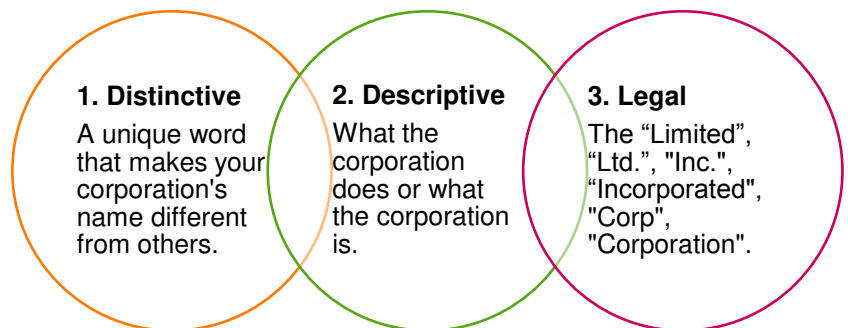 1. Distinctive
A unique word
that makes your
corporation's
name different
from others.
2. Descriptive
What the
corporation
does or what
the corporation
is.
3. Legal
The “Limited”,
“Ltd.”, "Inc.",
“Incorporated",
"Corp",
"Corporation".